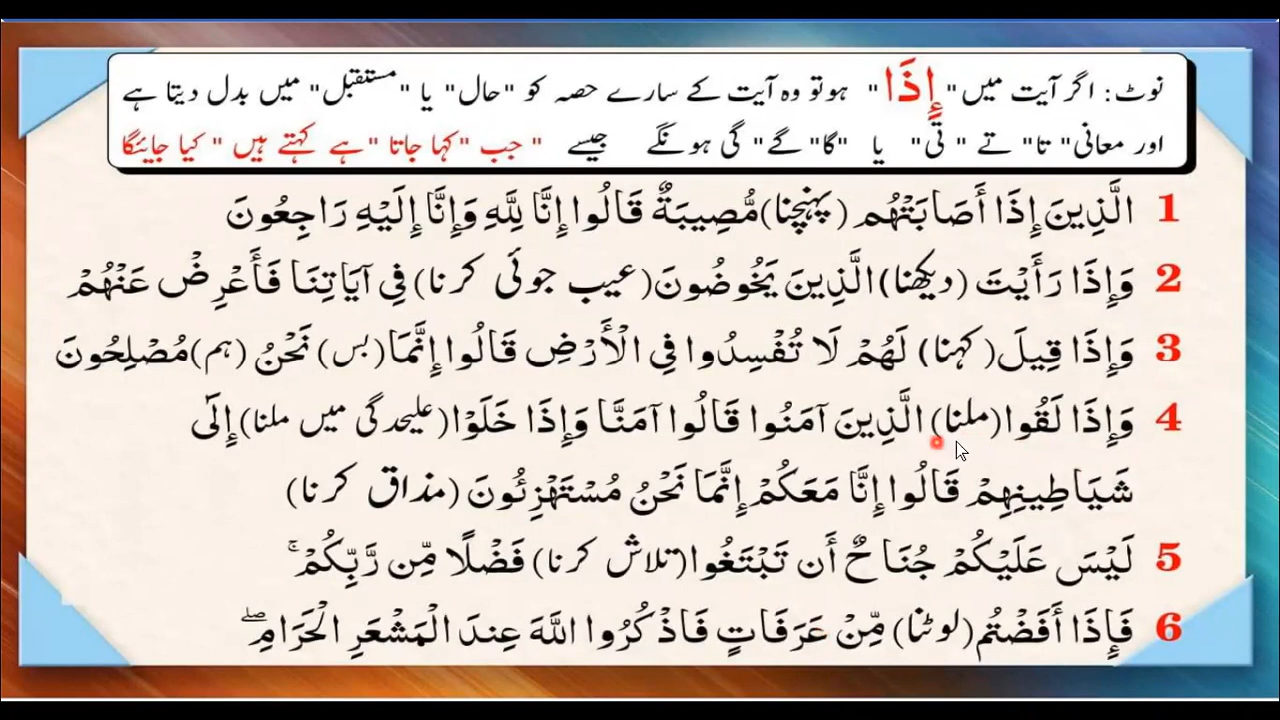 نوٹ: اگر آیت میں "إِذَا" ہوتو وہ آیت کے سارے حصہ کو "حال" یا "مستقبل" میں بدل دیتا ہے
اور معانی "تا" تے "تی" یا "گا" گے" گی ہونگے جیسے "جب "کہا جاتا "ہے کہتے ہیں "کیا جائیگا
1 الَّذِينَ إِذَا أَصَابَتْهُم (پہنچنا) مُّصِيبَةٌ قَالُوا إِنَّا لِلَّهِ وَإِنَّا إِلَيْهِ رَاجِعُونَ
2 وَإِذَا رَأَيْتَ (دیکھنا) الَّذِينَ يَخُوضُونَ (عیب جوئی کرنا) فِي آيَاتِنَا فَأَعْرِضْ عَنْهُمْ
3 وَإِذَا قِيلَ (کہنا) لَهُمْ لَا تُفْسِدُوا فِي الْأَرْضِ قَالُوا إِنَّمَا (بس) نَحْنُ (ہم) مُصْلِحُونَ
4 وَإِذَا لَقُوا (ملنا) الَّذِينَ آمَنُوا قَالُوا آمَنَّا وَإِذَا خَلَوْا (علیحدگی میں ملنا) إِلَىٰ
شَيَاطِينِهِمْ قَالُوا إِنَّا مَعَكُمْ إِنَّمَا نَحْنُ مُسْتَهْزِئُونَ (مذاق کرنا)
5 لَيْسَ عَلَيْكُمْ جُنَاحٌ أَن تَبْتَغُوا (تلاش کرنا) فَضْلًا مِّن رَّبِّكُمْ ۚ
6 فَإِذَا أَفَضْتُم (لوٹنا) مِّنْ عَرَفَاتٍ فَاذْكُرُوا اللَّهَ عِندَ الْمَشْعَرِ الْحَرَامِ ۖ